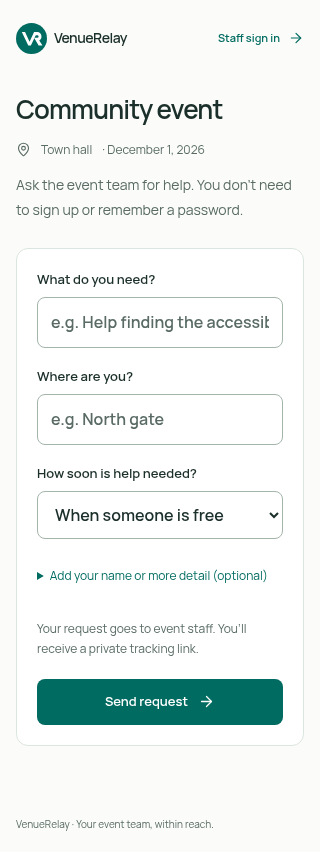 VR VenueRelay
Staff sign in
Community event
Town hall · December 1, 2026
Ask the event team for help. You don't need
to sign up or remember a password.
What do you need?
e.g. Help finding the
Where are you?
e.g. North gate
How soon is help needed?
When someone is free
Add your name or more detail (optional)
Your request goes to event staff. You'll
receive a private tracking link.
Send request
VenueRelay · Your event team, within reach.